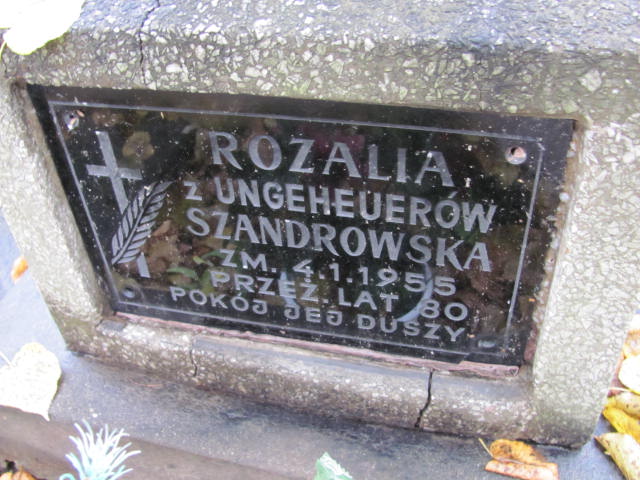 ROZALIA
z UNGEHEUERÓW
SZANDROWSKA
ZM. 4.1.1955
PRZEŻ. LAT 80
POKÓJ JEJ DUSZY